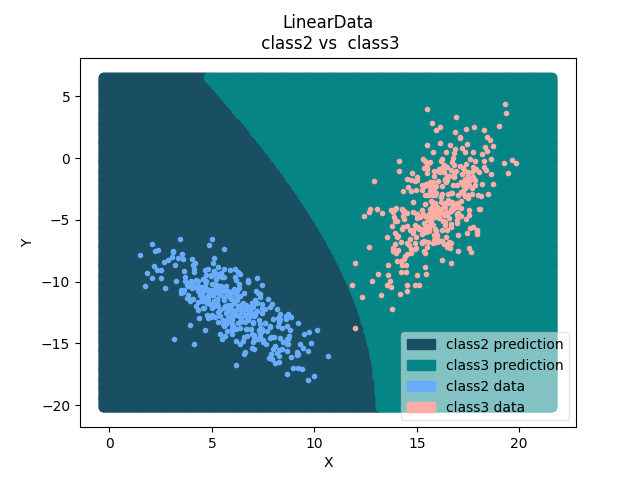 LinearData
class2 vs  class3
Y
5
0
−5
−10
−15
−20
0
5
10
15
20
X
class2 prediction
class3 prediction
class2 data
class3 data